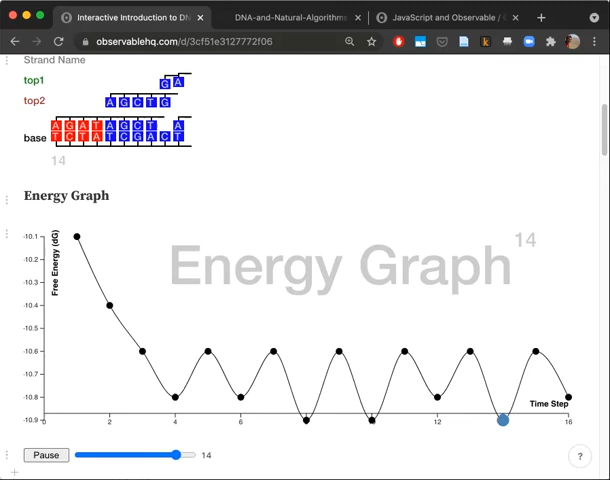 Interactive Introduction to DN
DNA-and-Natural-Algorithms
JavaScript and Observable /
observablehq.com/d/3cf51e3127772f06
Strand Name
top1
G A
top2
A G C T G
A G A T A G C T A
base
T C T A T C G A C T
14
Energy Graph
Free Energy (dG)
Energy Graph 14
-10.1
-10.2
-10.3
-10.4
-10.5
-10.6
-10.7
-10.8
-10.9
Time Step
0 2 4 6 8 10 12 14 16
Pause
14
?